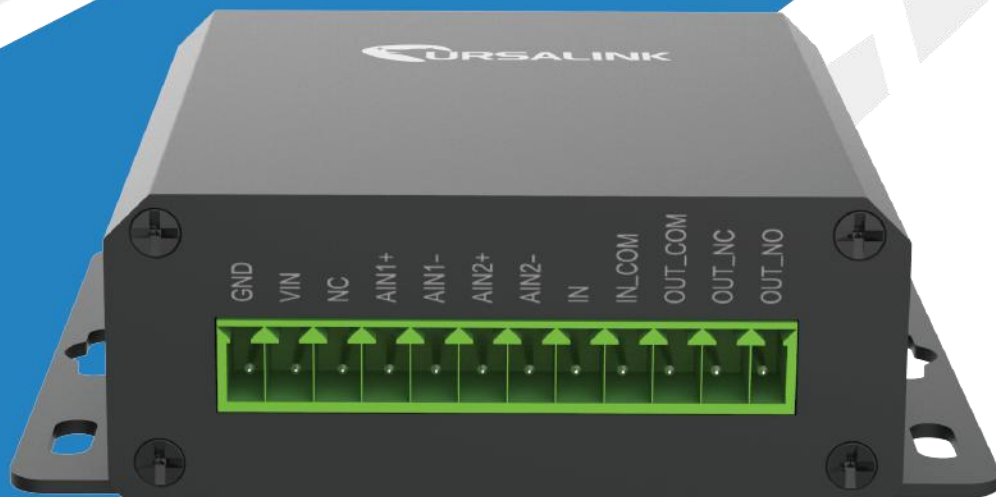 URSALINK
GND
VIN
NC
AIN1+
AIN1-
AIN2+
AIN2-
IN
IN_COM
OUT_COM
OUT_NC
OUT_NO